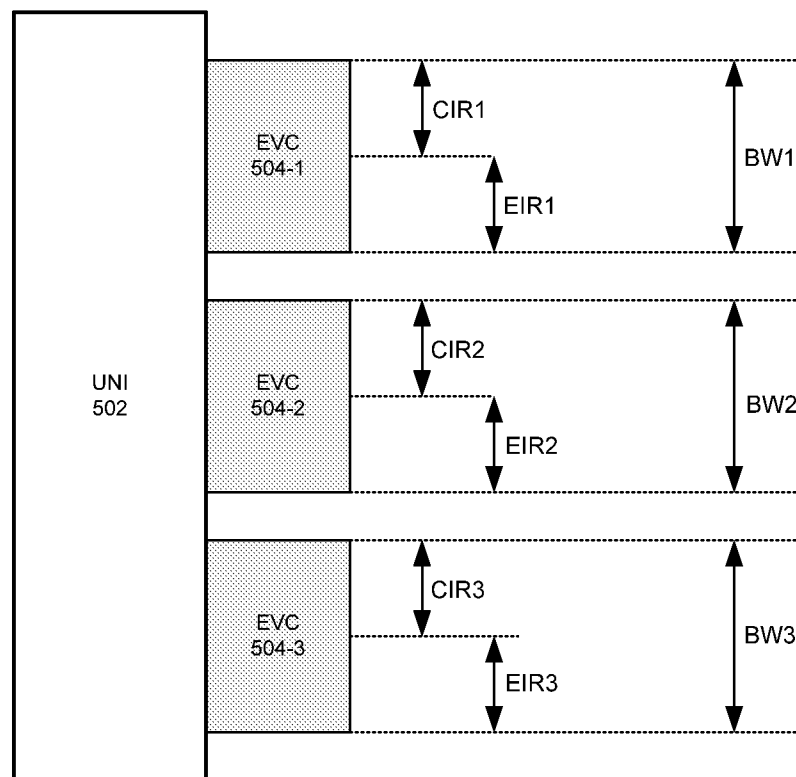 UNI
502
EVC
504-1
CIR1
EIR1
BW1
EVC
504-2
CIR2
EIR2
BW2
EVC
504-3
CIR3
EIR3
BW3